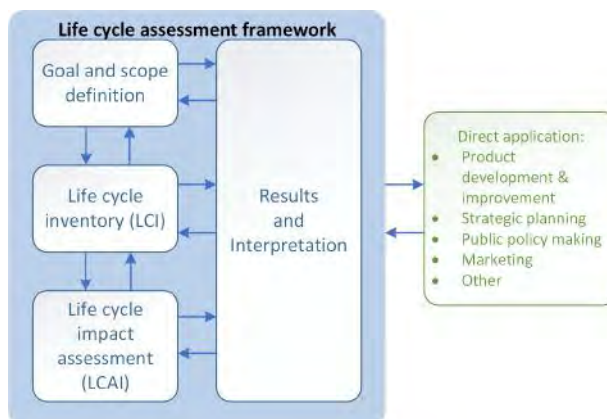 Life cycle assessment framework
Goal and scope
definition
Life cycle
inventory (LCI)
Life cycle
impact
assessment
(LCAI)
Results
and
Interpretation
Direct application:
• Product
development &
improvement
• Strategic planning
• Public policy making
• Marketing
• Other